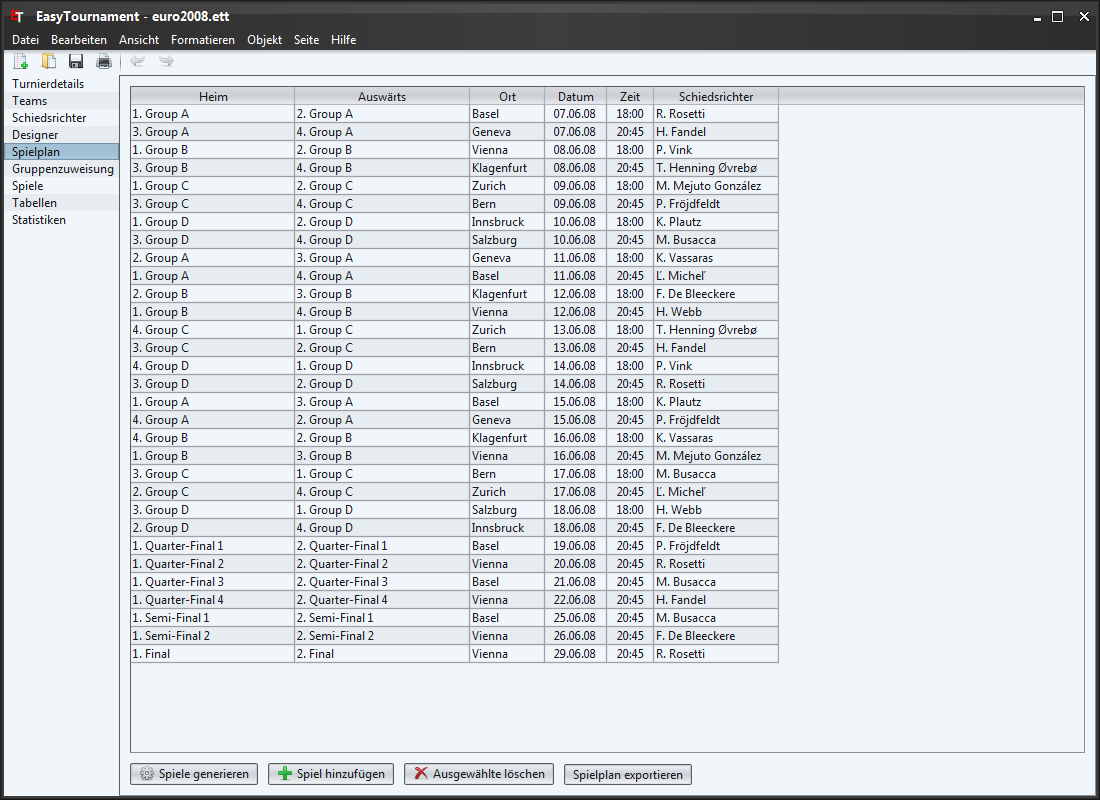 ET EasyTournament - euro2008.ett
Datei Bearbeiten Ansicht Formatieren Objekt Seite Hilfe
Turnierdetails
Teams
Schiedsrichter
Designer
Spielplan
Gruppenzuweisung
Spiele
Tabellen
Statistiken
Heim Auswärts Ort Datum Zeit Schiedsrichter
1. Group A 2. Group A Basel 07.06.08 18:00 R. Rosetti
3. Group A 4. Group A Geneva 07.06.08 20:45 H. Fandel
1. Group B 2. Group B Vienna 08.06.08 18:00 P. Vink
3. Group B 4. Group B Klagenfurt 08.06.08 20:45 T. Henning Øvrebø
1. Group C 2. Group C Zurich 09.06.08 18:00 M. Mejuto González
3. Group C 4. Group C Bern 09.06.08 20:45 P. Fröjdfeldt
1. Group D 2. Group D Innsbruck 10.06.08 18:00 K. Plautz
3. Group D 4. Group D Salzburg 10.06.08 20:45 M. Busacca
2. Group A 3. Group A Geneva 11.06.08 18:00 K. Vassaras
1. Group A 4. Group A Basel 11.06.08 20:45 Ľ. Micheľ
2. Group B 3. Group B Klagenfurt 12.06.08 18:00 F. De Bleeckere
1. Group B 4. Group B Vienna 12.06.08 20:45 H. Webb
4. Group C 1. Group C Zurich 13.06.08 18:00 T. Henning Øvrebø
3. Group C 2. Group C Bern 13.06.08 20:45 H. Fandel
4. Group D 1. Group D Innsbruck 14.06.08 18:00 P. Vink
3. Group D 2. Group D Salzburg 14.06.08 20:45 R. Rosetti
1. Group A 3. Group A Basel 15.06.08 18:00 K. Plautz
4. Group A 2. Group A Geneva 15.06.08 20:45 P. Fröjdfeldt
4. Group B 2. Group B Klagenfurt 16.06.08 18:00 K. Vassaras
1. Group B 3. Group B Vienna 16.06.08 20:45 M. Mejuto González
3. Group C 1. Group C Bern 17.06.08 18:00 M. Busacca
2. Group C 4. Group C Zurich 17.06.08 20:45 Ľ. Micheľ
3. Group D 1. Group D Salzburg 18.06.08 18:00 H. Webb
2. Group D 4. Group D Innsbruck 18.06.08 20:45 F. De Bleeckere
1. Quarter-Final 1 2. Quarter-Final 1 Basel 19.06.08 20:45 P. Fröjdfeldt
1. Quarter-Final 2 2. Quarter-Final 2 Vienna 20.06.08 20:45 R. Rosetti
1. Quarter-Final 3 2. Quarter-Final 3 Basel 21.06.08 20:45 M. Busacca
1. Quarter-Final 4 2. Quarter-Final 4 Vienna 22.06.08 20:45 H. Fandel
1. Semi-Final 1 2. Semi-Final 1 Basel 25.06.08 20:45 M. Busacca
1. Semi-Final 2 2. Semi-Final 2 Vienna 26.06.08 20:45 F. De Bleeckere
1. Final 2. Final Vienna 29.06.08 20:45 R. Rosetti
Spiele generieren Spiel hinzufügen Ausgewählte löschen Spielplan exportieren